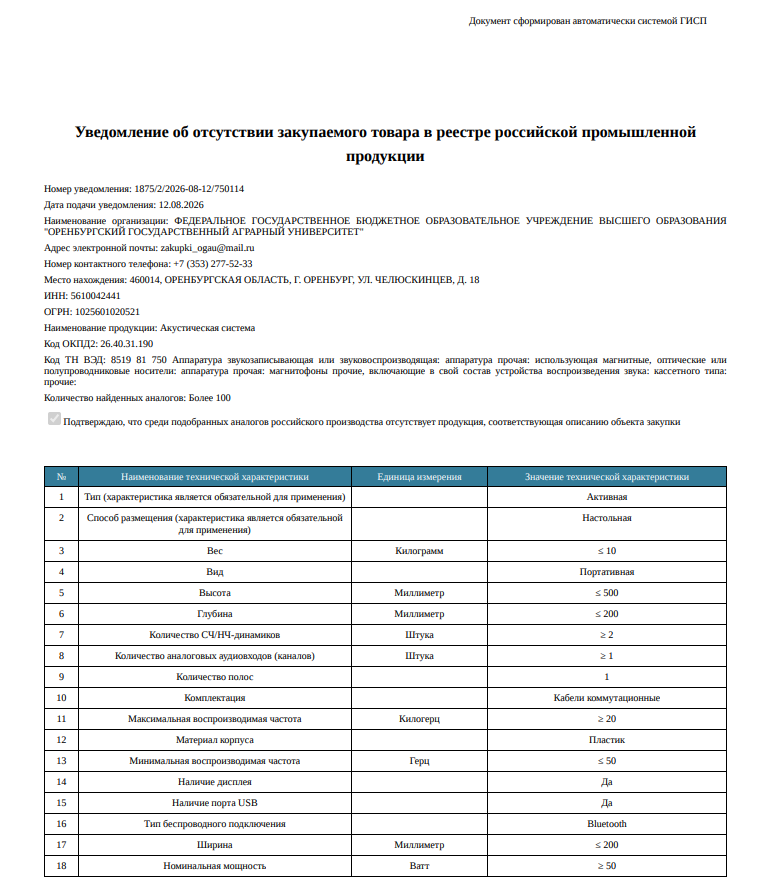 Документ сформирован автоматически системой ГИСП
Уведомление об отсутствии закупаемого товара в реестре российской промышленной
продукции
Номер уведомления: 1875/2/2026-08-12/750114
Дата подачи уведомления: 12.08.2026
Наименование организации: ФЕДЕРАЛЬНОЕ ГОСУДАРСТВЕННОЕ БЮДЖЕТНОЕ ОБРАЗОВАТЕЛЬНОЕ УЧРЕЖДЕНИЕ ВЫСШЕГО ОБРАЗОВАНИЯ
"ОРЕНБУРГСКИЙ ГОСУДАРСТВЕННЫЙ АГРАРНЫЙ УНИВЕРСИТЕТ"
Адрес электронной почты: zakupki_ogau@mail.ru
Номер контактного телефона: +7 (353) 277-52-33
Место нахождения: 460014, ОРЕНБУРГСКАЯ ОБЛАСТЬ, Г. ОРЕНБУРГ, УЛ. ЧЕЛЮСКИНЦЕВ, Д. 18
ИНН: 5610042441
ОГРН: 1025601020521
Наименование продукции: Акустическая система
Код ОКПД2: 26.40.31.190
Код ТН ВЭД: 8519 81 750 Аппаратура звукозаписывающая или звуковоспроизводящая: аппаратура прочая: использующая магнитные, оптические или
полупроводниковые носители: аппаратура прочая: магнитофоны прочие, включающие в свой состав устройства воспроизведения звука: кассетного типа:
прочие:
Количество найденных аналогов: Более 100
Подтверждаю, что среди подобранных аналогов российского производства отсутствует продукция, соответствующая описанию объекта закупки
№ Наименование технической характеристики Единица измерения Значение технической характеристики
1 Тип (характеристика является обязательной для применения) Активная
2 Способ размещения (характеристика является обязательной Настольная
для применения)
3 Вес Килограмм ≤ 10
4 Вид Портативная
5 Высота Миллиметр ≤ 500
6 Глубина Миллиметр ≤ 200
7 Количество СЧ/НЧ-динамиков Штука ≥ 2
8 Количество аналоговых аудиовходов (каналов) Штука ≥ 1
9 Количество полос 1
10 Комплектация Кабели коммутационные
11 Максимальная воспроизводимая частота Килогерц ≥ 20
12 Материал корпуса Пластик
13 Минимальная воспроизводимая частота Герц ≤ 50
14 Наличие дисплея Да
15 Наличие порта USB Да
16 Тип беспроводного подключения Bluetooth
17 Ширина Миллиметр ≤ 200
18 Номинальная мощность Ватт ≥ 50